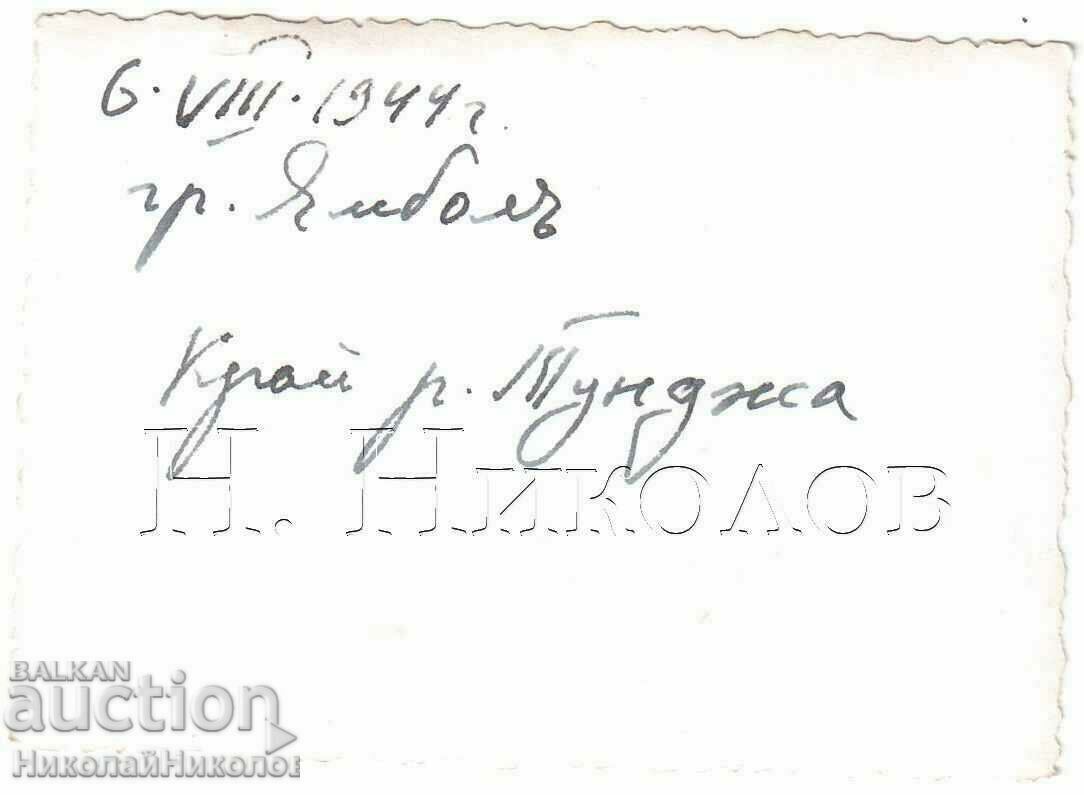 6. VIII. 1944 г.
гр. Ямболъ
Край р. Тунджа
Н. Николов
BALKAN
auction
НиколайНиколов